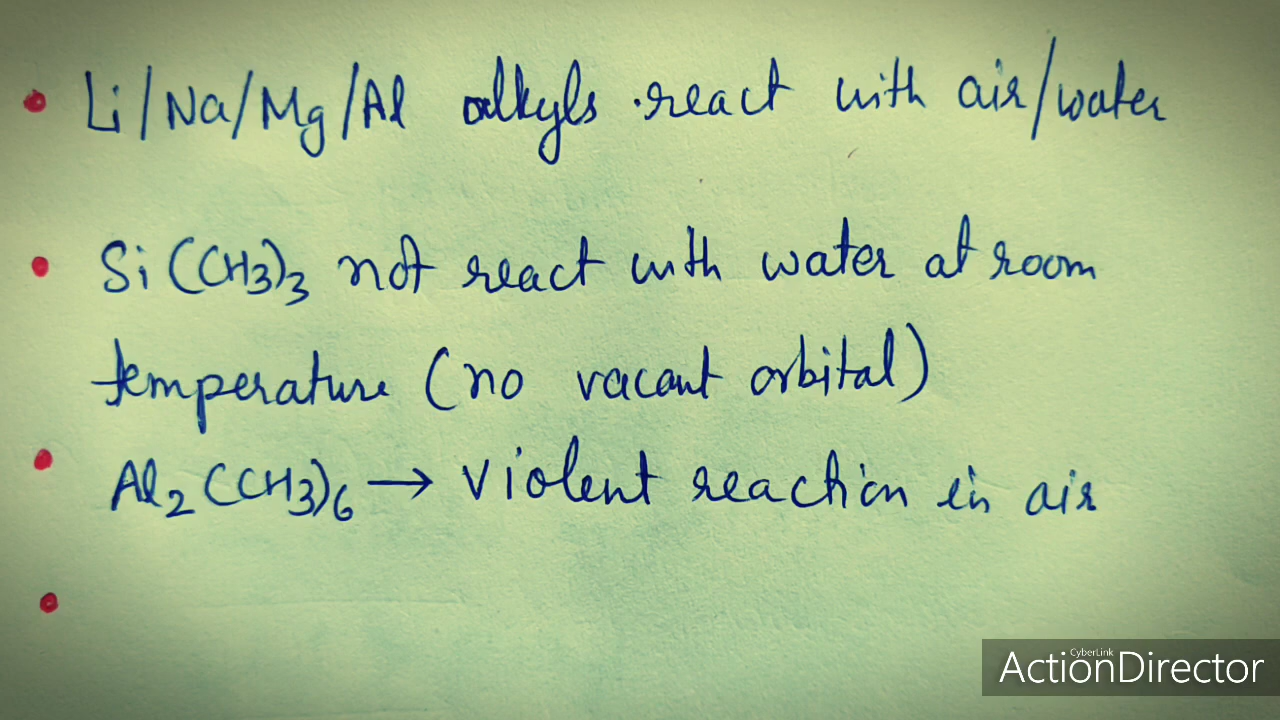 Li/Na/Mg/Al alkyls react with air/water
Si(CH3)3 not react with water at room
temperature (no vacant orbital)
Al2(CH3)6 → violent reaction in air
CyberLink
ActionDirector